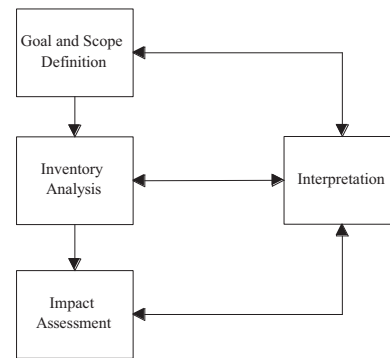 Goal and Scope
Definition
Inventory
Analysis
Interpretation
Impact
Assessment